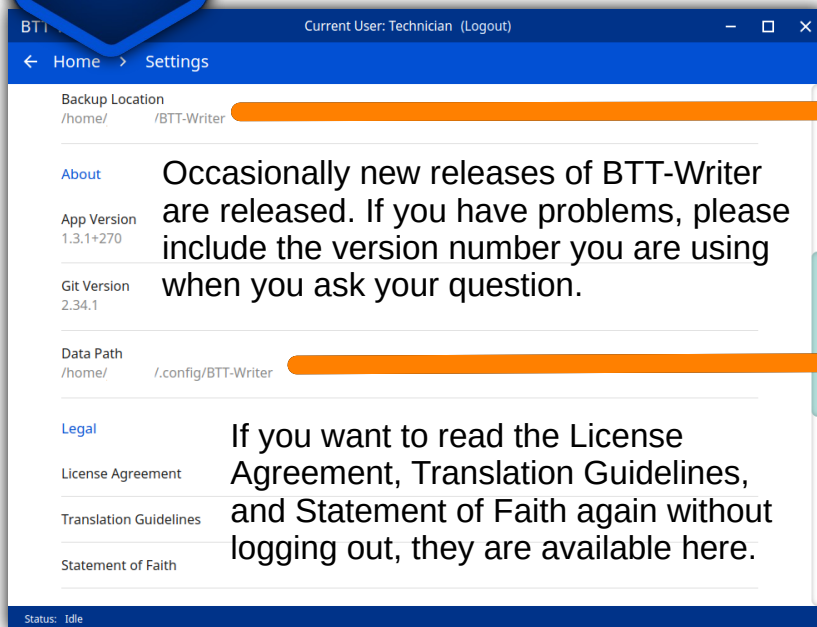 BTT
Current User: Technician (Logout)
Home > Settings
Backup Location
/home/ /BTT-Writer
About
Occasionally new releases of BTT-Writer
are released. If you have problems, please
include the version number you are using
when you ask your question.
App Version
1.3.1+270
Git Version
2.34.1
Data Path
/home/ /.config/BTT-Writer
Legal
If you want to read the License
Agreement, Translation Guidelines,
and Statement of Faith again without
logging out, they are available here.
License Agreement
Translation Guidelines
Statement of Faith
Status: Idle